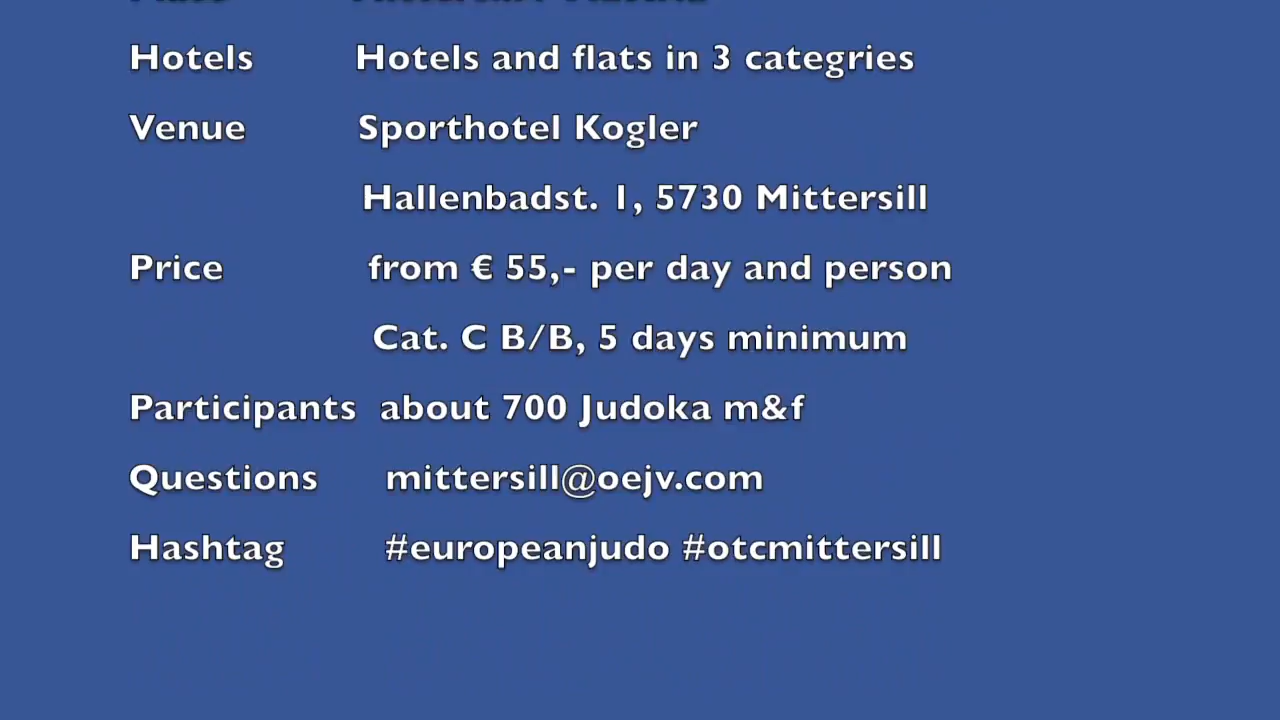 Hotels Hotels and flats in 3 categries
Venue Sporthotel Kogler
Hallenbadst. 1, 5730 Mittersill
Price from € 55,- per day and person
Cat. C B/B, 5 days minimum
Participants about 700 Judoka m&f
Questions mittersill@oejv.com
Hashtag #europeanjudo #otcmittersill